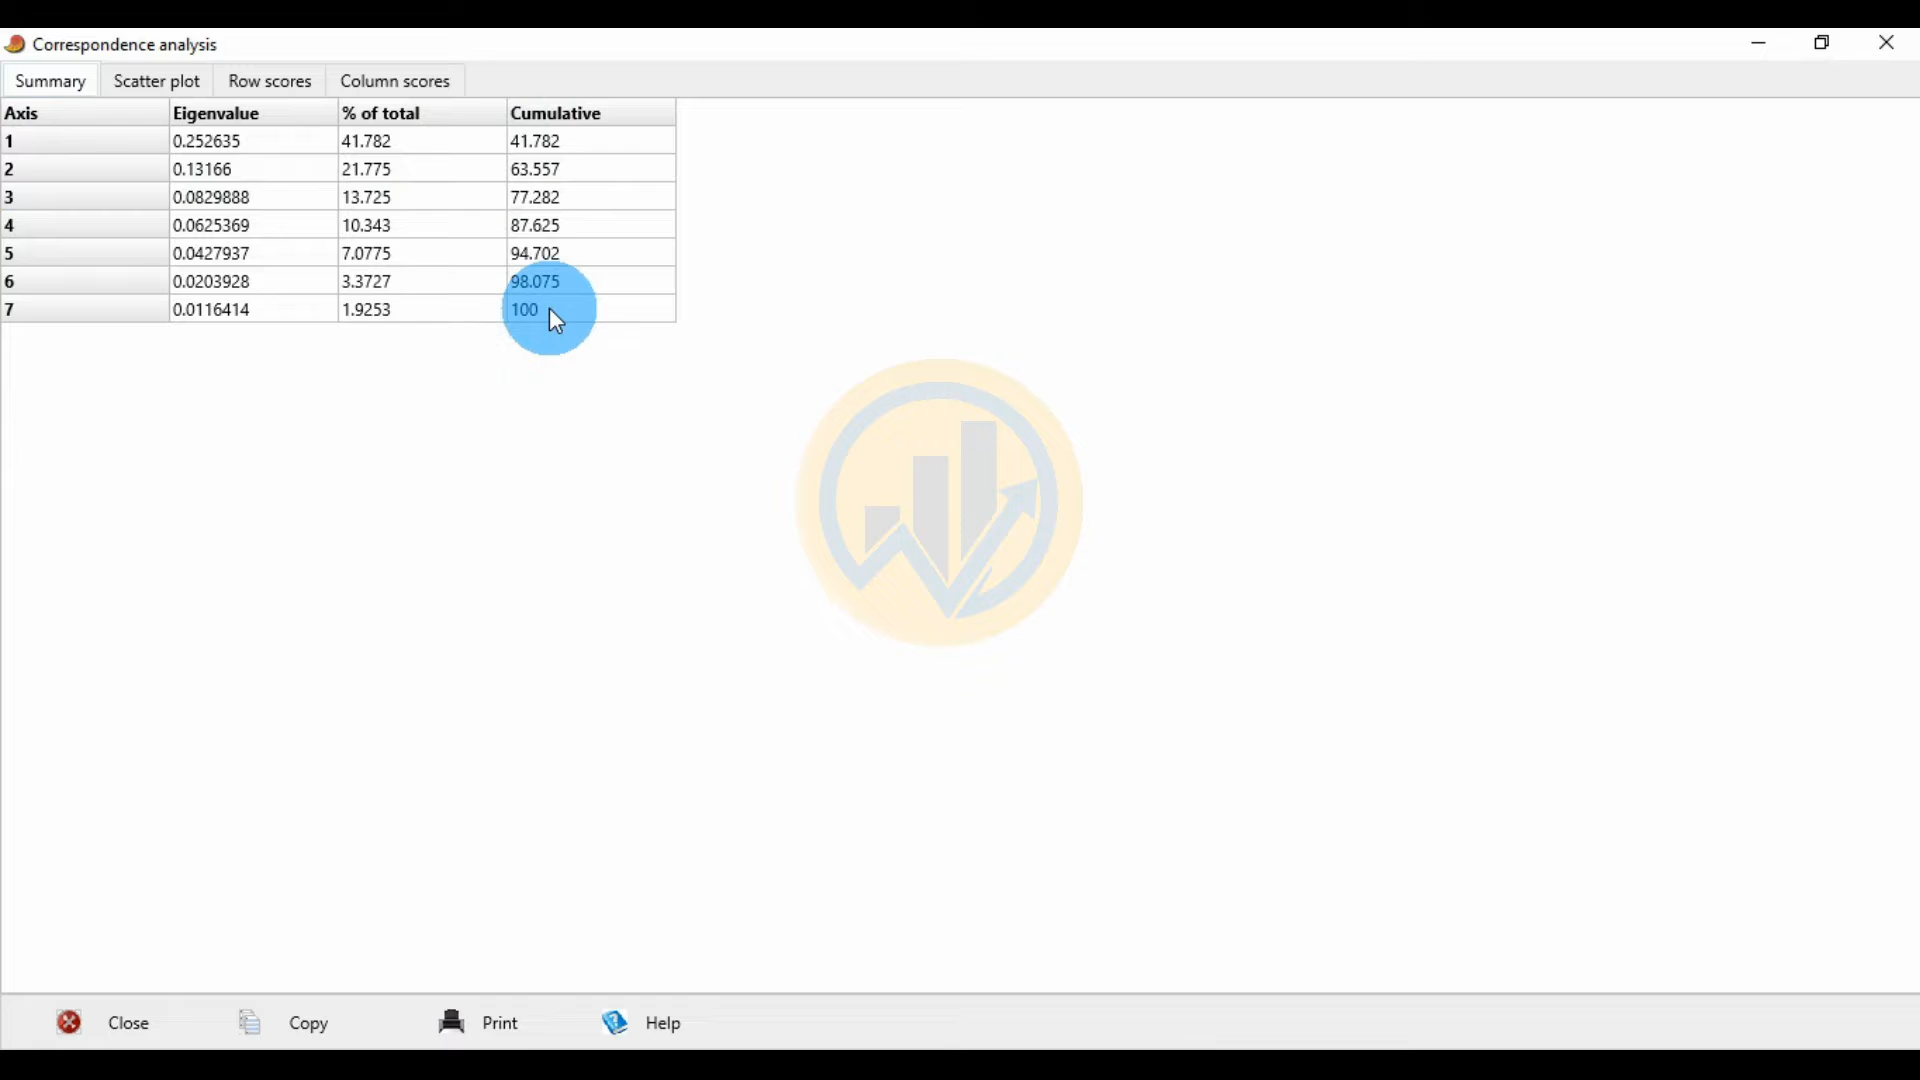 Correspondence analysis
Summary Scatter plot Row scores Column scores
Axis Eigenvalue % of total Cumulative
1 0.252635 41.782 41.782
2 0.13166 21.775 63.557
3 0.0829888 13.725 77.282
4 0.0625369 10.343 87.625
5 0.0427937 7.0775 94.702
6 0.0203928 3.3727 98.075
7 0.0116414 1.9253 100
Close Copy Print Help